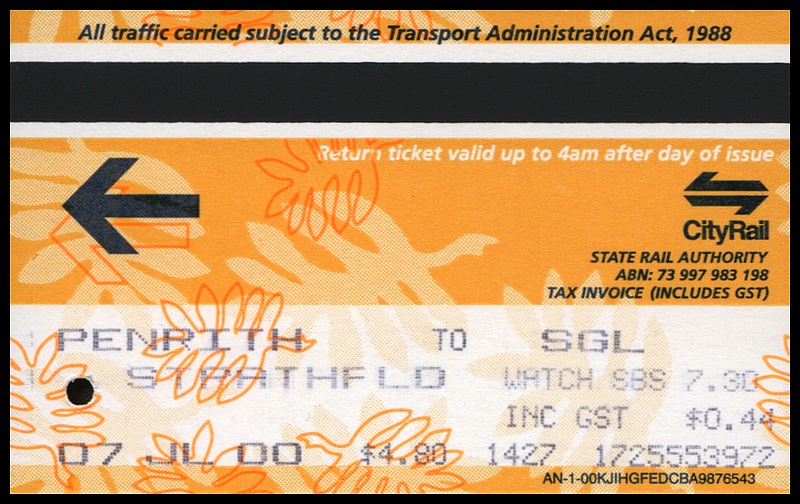 All traffic carried subject to the Transport Administration Act, 1988
Return ticket valid up to 4am after day of issue
CityRail
STATE RAIL AUTHORITY
ABN: 73 997 983 198
TAX INVOICE (INCLUDES GST)
PENRITH TO SGL
STRATHFLD WATCH SBS 7.30
INC GST $0.44
07 JL 00 $4.80 1427 1725553972
AN-1-00KJIHGFEDCBA9876543